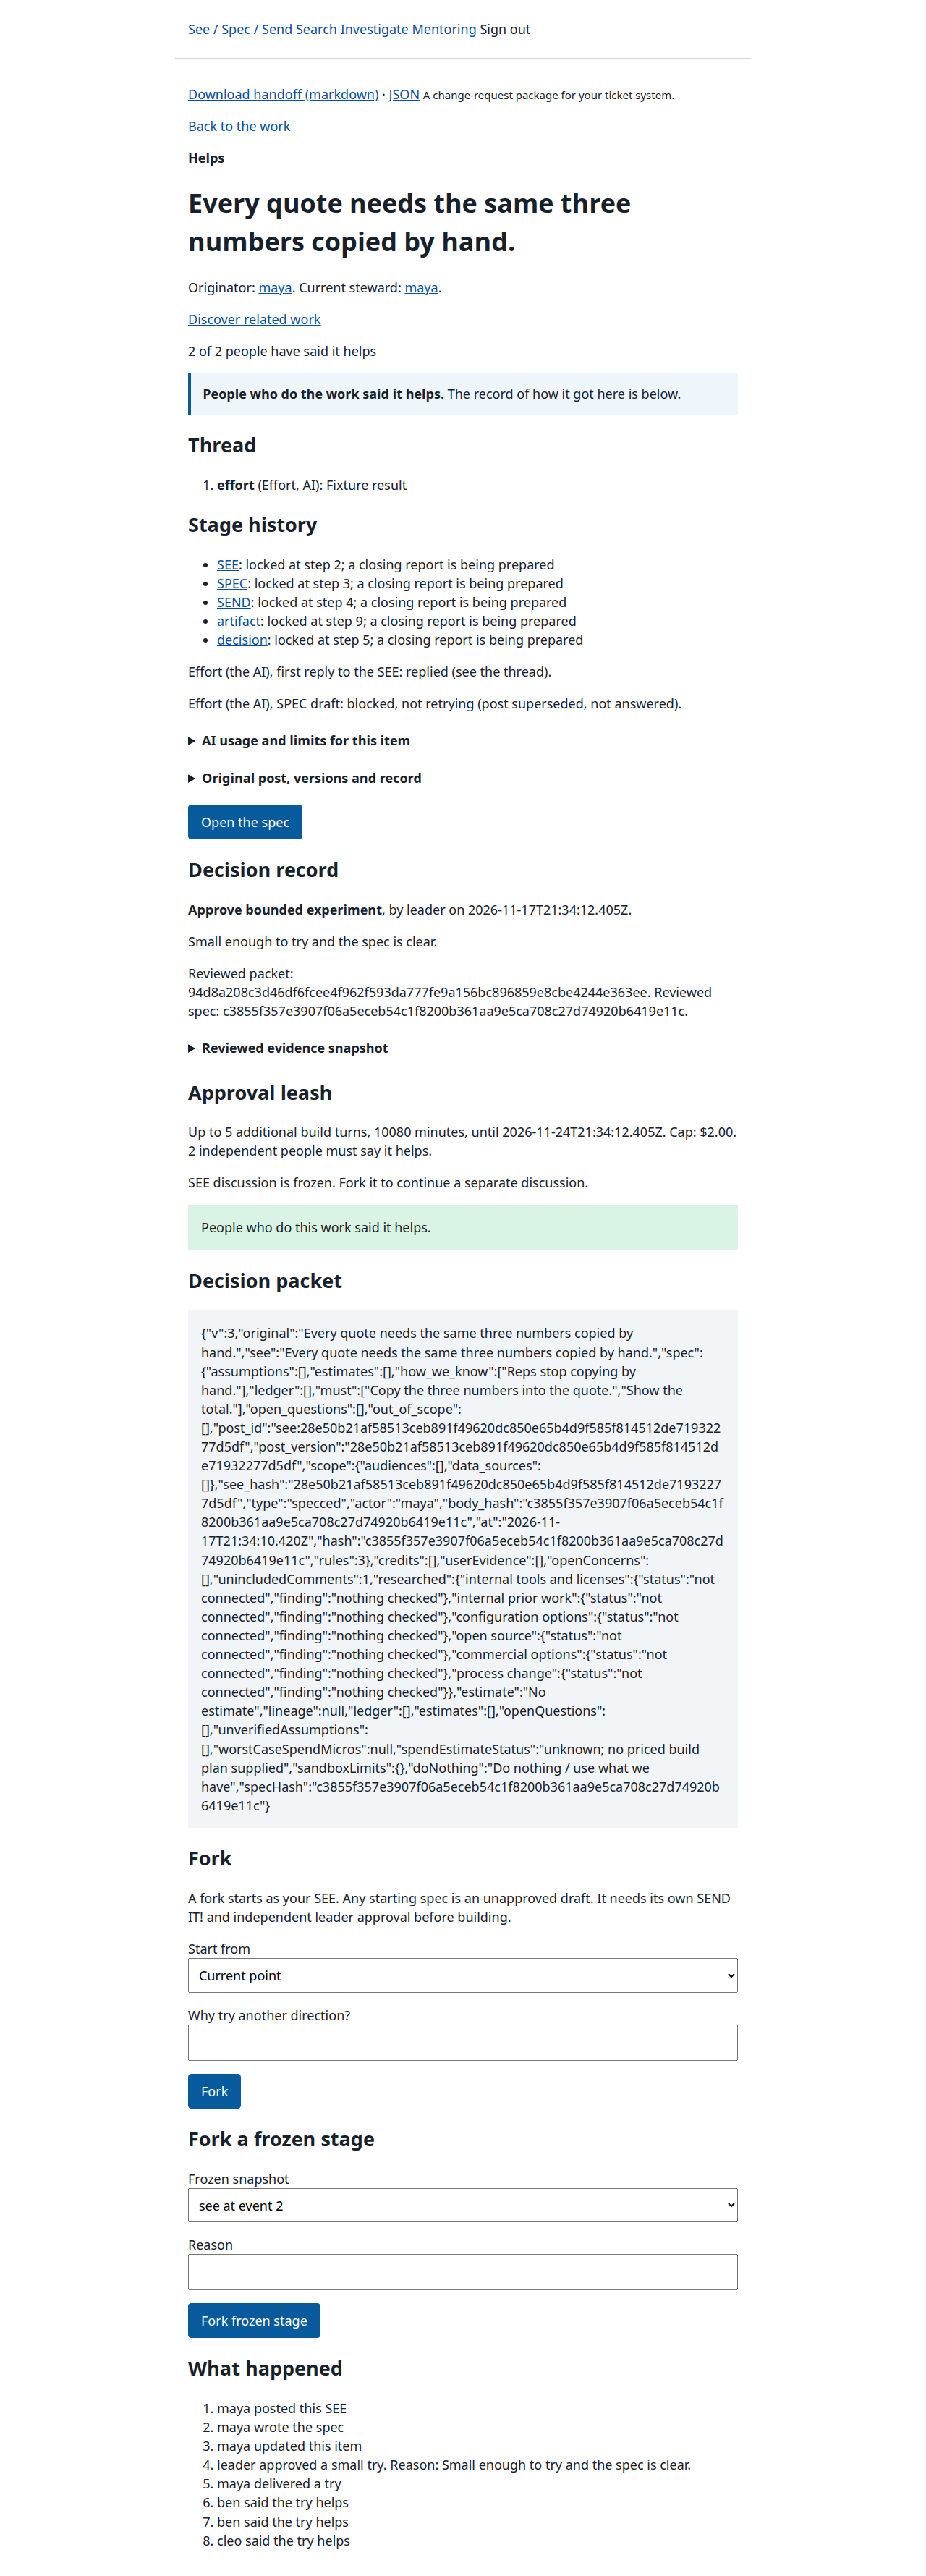 See / Spec / Send Search Investigate Mentoring Sign out
Download handoff (markdown) · JSON A change-request package for your ticket system.
Back to the work
Helps
Every quote needs the same three
numbers copied by hand.
Originator: maya. Current steward: maya.
Discover related work
2 of 2 people have said it helps
People who do the work said it helps. The record of how it got here is below.
Thread
1. effort (Effort, AI): Fixture result
Stage history
• SEE: locked at step 2; a closing report is being prepared
• SPEC: locked at step 3; a closing report is being prepared
• SEND: locked at step 4; a closing report is being prepared
• artifact: locked at step 9; a closing report is being prepared
• decision: locked at step 5; a closing report is being prepared
Effort (the AI), first reply to the SEE: replied (see the thread).
Effort (the AI), SPEC draft: blocked, not retrying (post superseded, not answered).
▶ AI usage and limits for this item
▶ Original post, versions and record
Open the spec
Decision record
Approve bounded experiment, by leader on 2026-11-17T21:34:12.405Z.
Small enough to try and the spec is clear.
Reviewed packet:
94d8a208c3d46df6fcee4f962f593da777fe9a156bc896859e8cbe4244e363ee. Reviewed
spec: c3855f357e3907f06a5eceb54c1f8200b361aa9e5ca708c27d74920b6419e11c.
▶ Reviewed evidence snapshot
Approval leash
Up to 5 additional build turns, 10080 minutes, until 2026-11-24T21:34:12.405Z. Cap: $2.00.
2 independent people must say it helps.
SEE discussion is frozen. Fork it to continue a separate discussion.
People who do this work said it helps.
Decision packet
{"v":3,"original":"Every quote needs the same three numbers copied by
hand.","see":"Every quote needs the same three numbers copied by hand.","spec":
{"assumptions":[],"estimates":[],"how_we_know":["Reps stop copying by
hand."],"ledger":[],"must":["Copy the three numbers into the quote.","Show the
total."],"open_questions":[],"out_of_scope":
[],"post_id":"see:28e50b21af58513ceb891f49620dc850e65b4d9f585f814512de719322
77d5df","post_version":"28e50b21af58513ceb891f49620dc850e65b4d9f585f814512d
e71932277d5df","scope":{"audiences":[],"data_sources":
[]},"see_hash":"28e50b21af58513ceb891f49620dc850e65b4d9f585f814512de7193227
7d5df","type":"specced","actor":"maya","body_hash":"c3855f357e3907f06a5eceb54c1f
8200b361aa9e5ca708c27d74920b6419e11c","at":"2026-11-
17T21:34:10.420Z","hash":"c3855f357e3907f06a5eceb54c1f8200b361aa9e5ca708c27d
74920b6419e11c","rules":3},"credits":[],"userEvidence":[],"openConcerns":
[],"unincludedComments":1,"researched":{"internal tools and licenses":{"status":"not
connected","finding":"nothing checked"},"internal prior work":{"status":"not
connected","finding":"nothing checked"},"configuration options":{"status":"not
connected","finding":"nothing checked"},"open source":{"status":"not
connected","finding":"nothing checked"},"commercial options":{"status":"not
connected","finding":"nothing checked"},"process change":{"status":"not
connected","finding":"nothing checked"}},"estimate":"No
estimate","lineage":null,"ledger":[],"estimates":[],"openQuestions":
[],"unverifiedAssumptions":
[],"worstCaseSpendMicros":null,"spendEstimateStatus":"unknown; no priced build
plan supplied","sandboxLimits":{},"doNothing":"Do nothing / use what we
have","specHash":"c3855f357e3907f06a5eceb54c1f8200b361aa9e5ca708c27d74920b
6419e11c"}
Fork
A fork starts as your SEE. Any starting spec is an unapproved draft. It needs its own SEND
IT! and independent leader approval before building.
Start from
Current point
Why try another direction?
Fork
Fork a frozen stage
Frozen snapshot
see at event 2
Reason
Fork frozen stage
What happened
1. maya posted this SEE
2. maya wrote the spec
3. maya updated this item
4. leader approved a small try. Reason: Small enough to try and the spec is clear.
5. maya delivered a try
6. ben said the try helps
7. ben said the try helps
8. cleo said the try helps